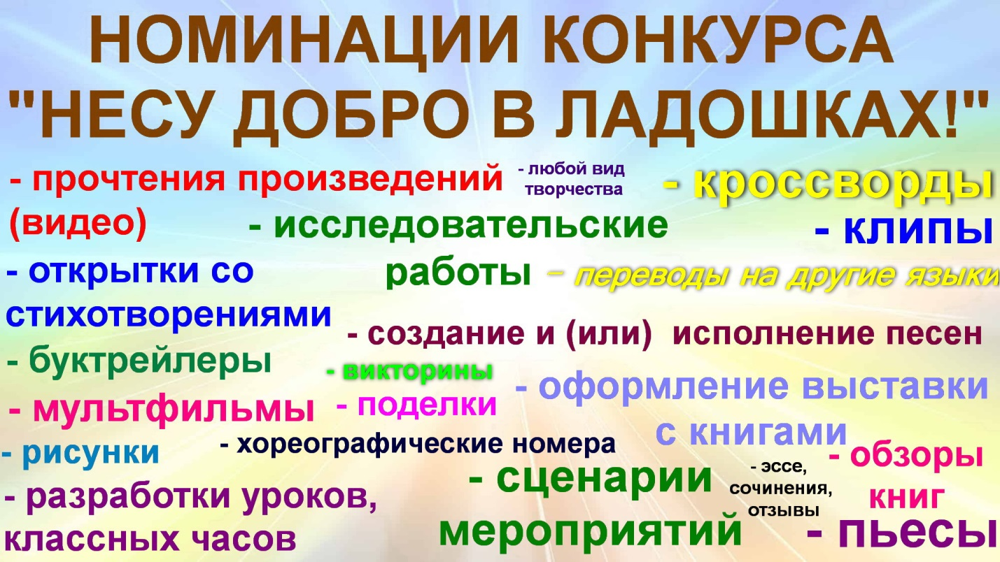 НОМИНАЦИИ КОНКУРСА
"НЕСУ ДОБРО В ЛАДОШКАХ!"
- прочтения произведений
(видео)
- любой вид
творчества
- кроссворды
- исследовательские
работы
- клипы
- открытки со
стихотворениями
- переводы на другие языки
- создание и (или) исполнение песен
- буктрейлеры
- викторины
- оформление выставки
с книгами
- мультфильмы
- поделки
- рисунки
- хореографические номера
- обзоры
книг
- сценарии
мероприятий
- эссе,
сочинения,
отзывы
- разработки уроков,
классных часов
- пьесы